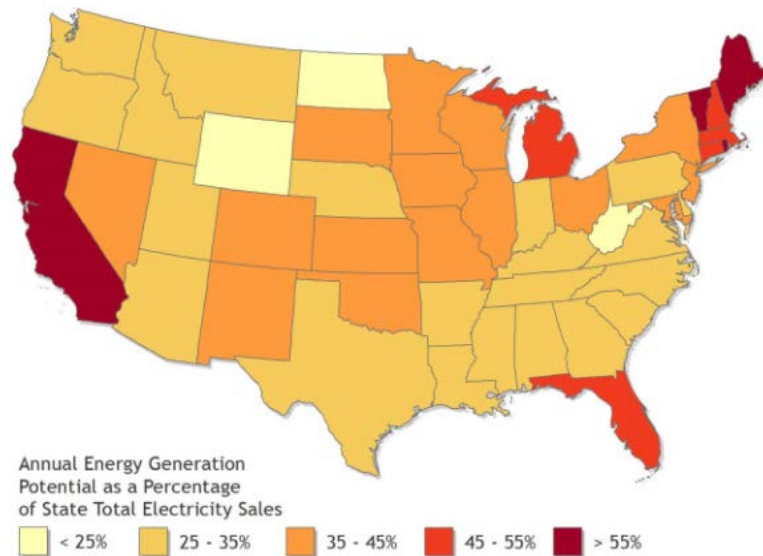 Annual Energy Generation
Potential as a Percentage
of State Total Electricity Sales
< 25% 25 - 35% 35 - 45% 45 - 55% > 55%